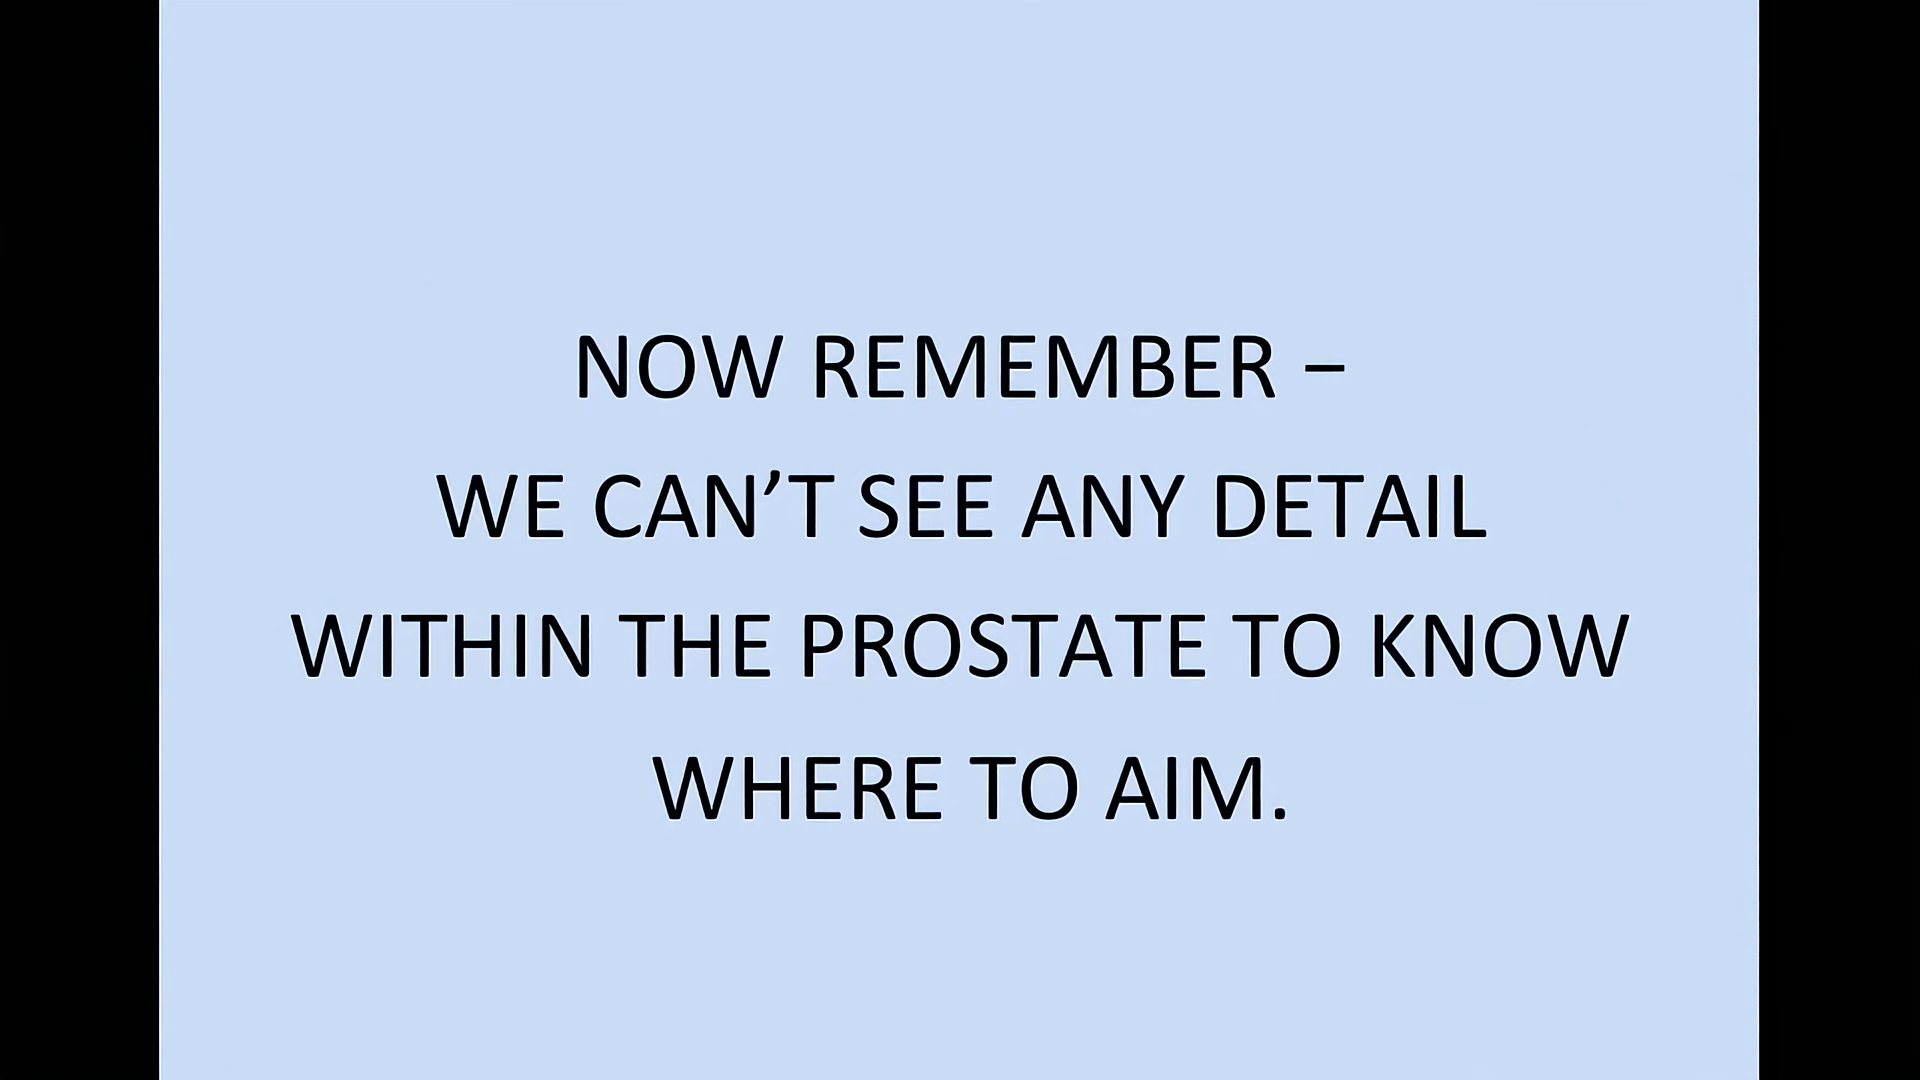 NOW REMEMBER –
WE CAN’T SEE ANY DETAIL
WITHIN THE PROSTATE TO KNOW
WHERE TO AIM.